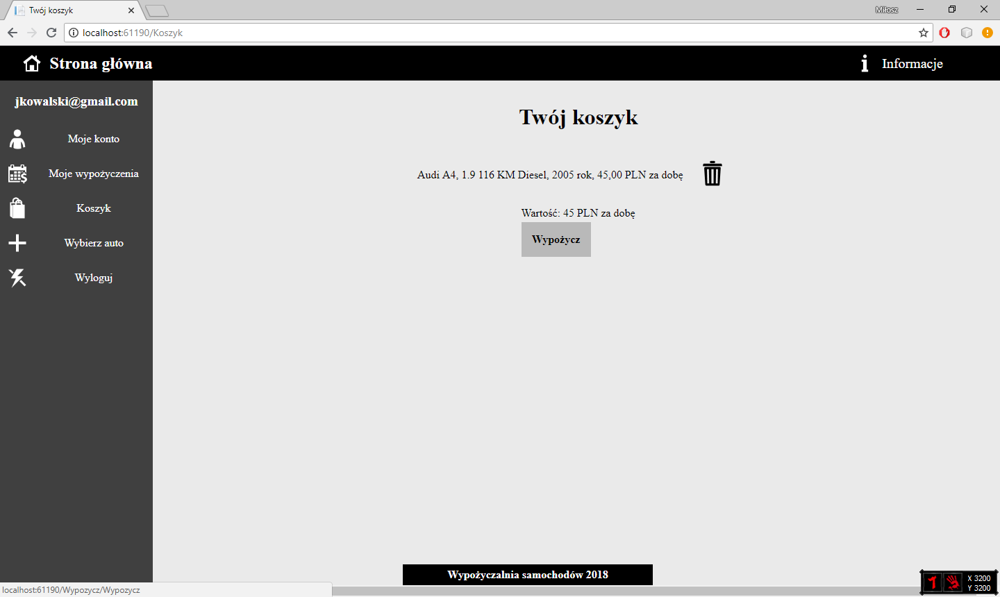 Twój koszyk
Miłosz
localhost:61190/Koszyk
Strona główna
Informacje
jkowalski@gmail.com
Moje konto
Moje wypożyczenia
Koszyk
Wybierz auto
Wyloguj
Twój koszyk
Audi A4, 1.9 116 KM Diesel, 2005 rok, 45,00 PLN za dobę
Wartość: 45 PLN za dobę
Wypożycz
Wypożyczalnia samochodów 2018
localhost:61190/Wypozycz/Wypozycz
X 3200
Y 3200